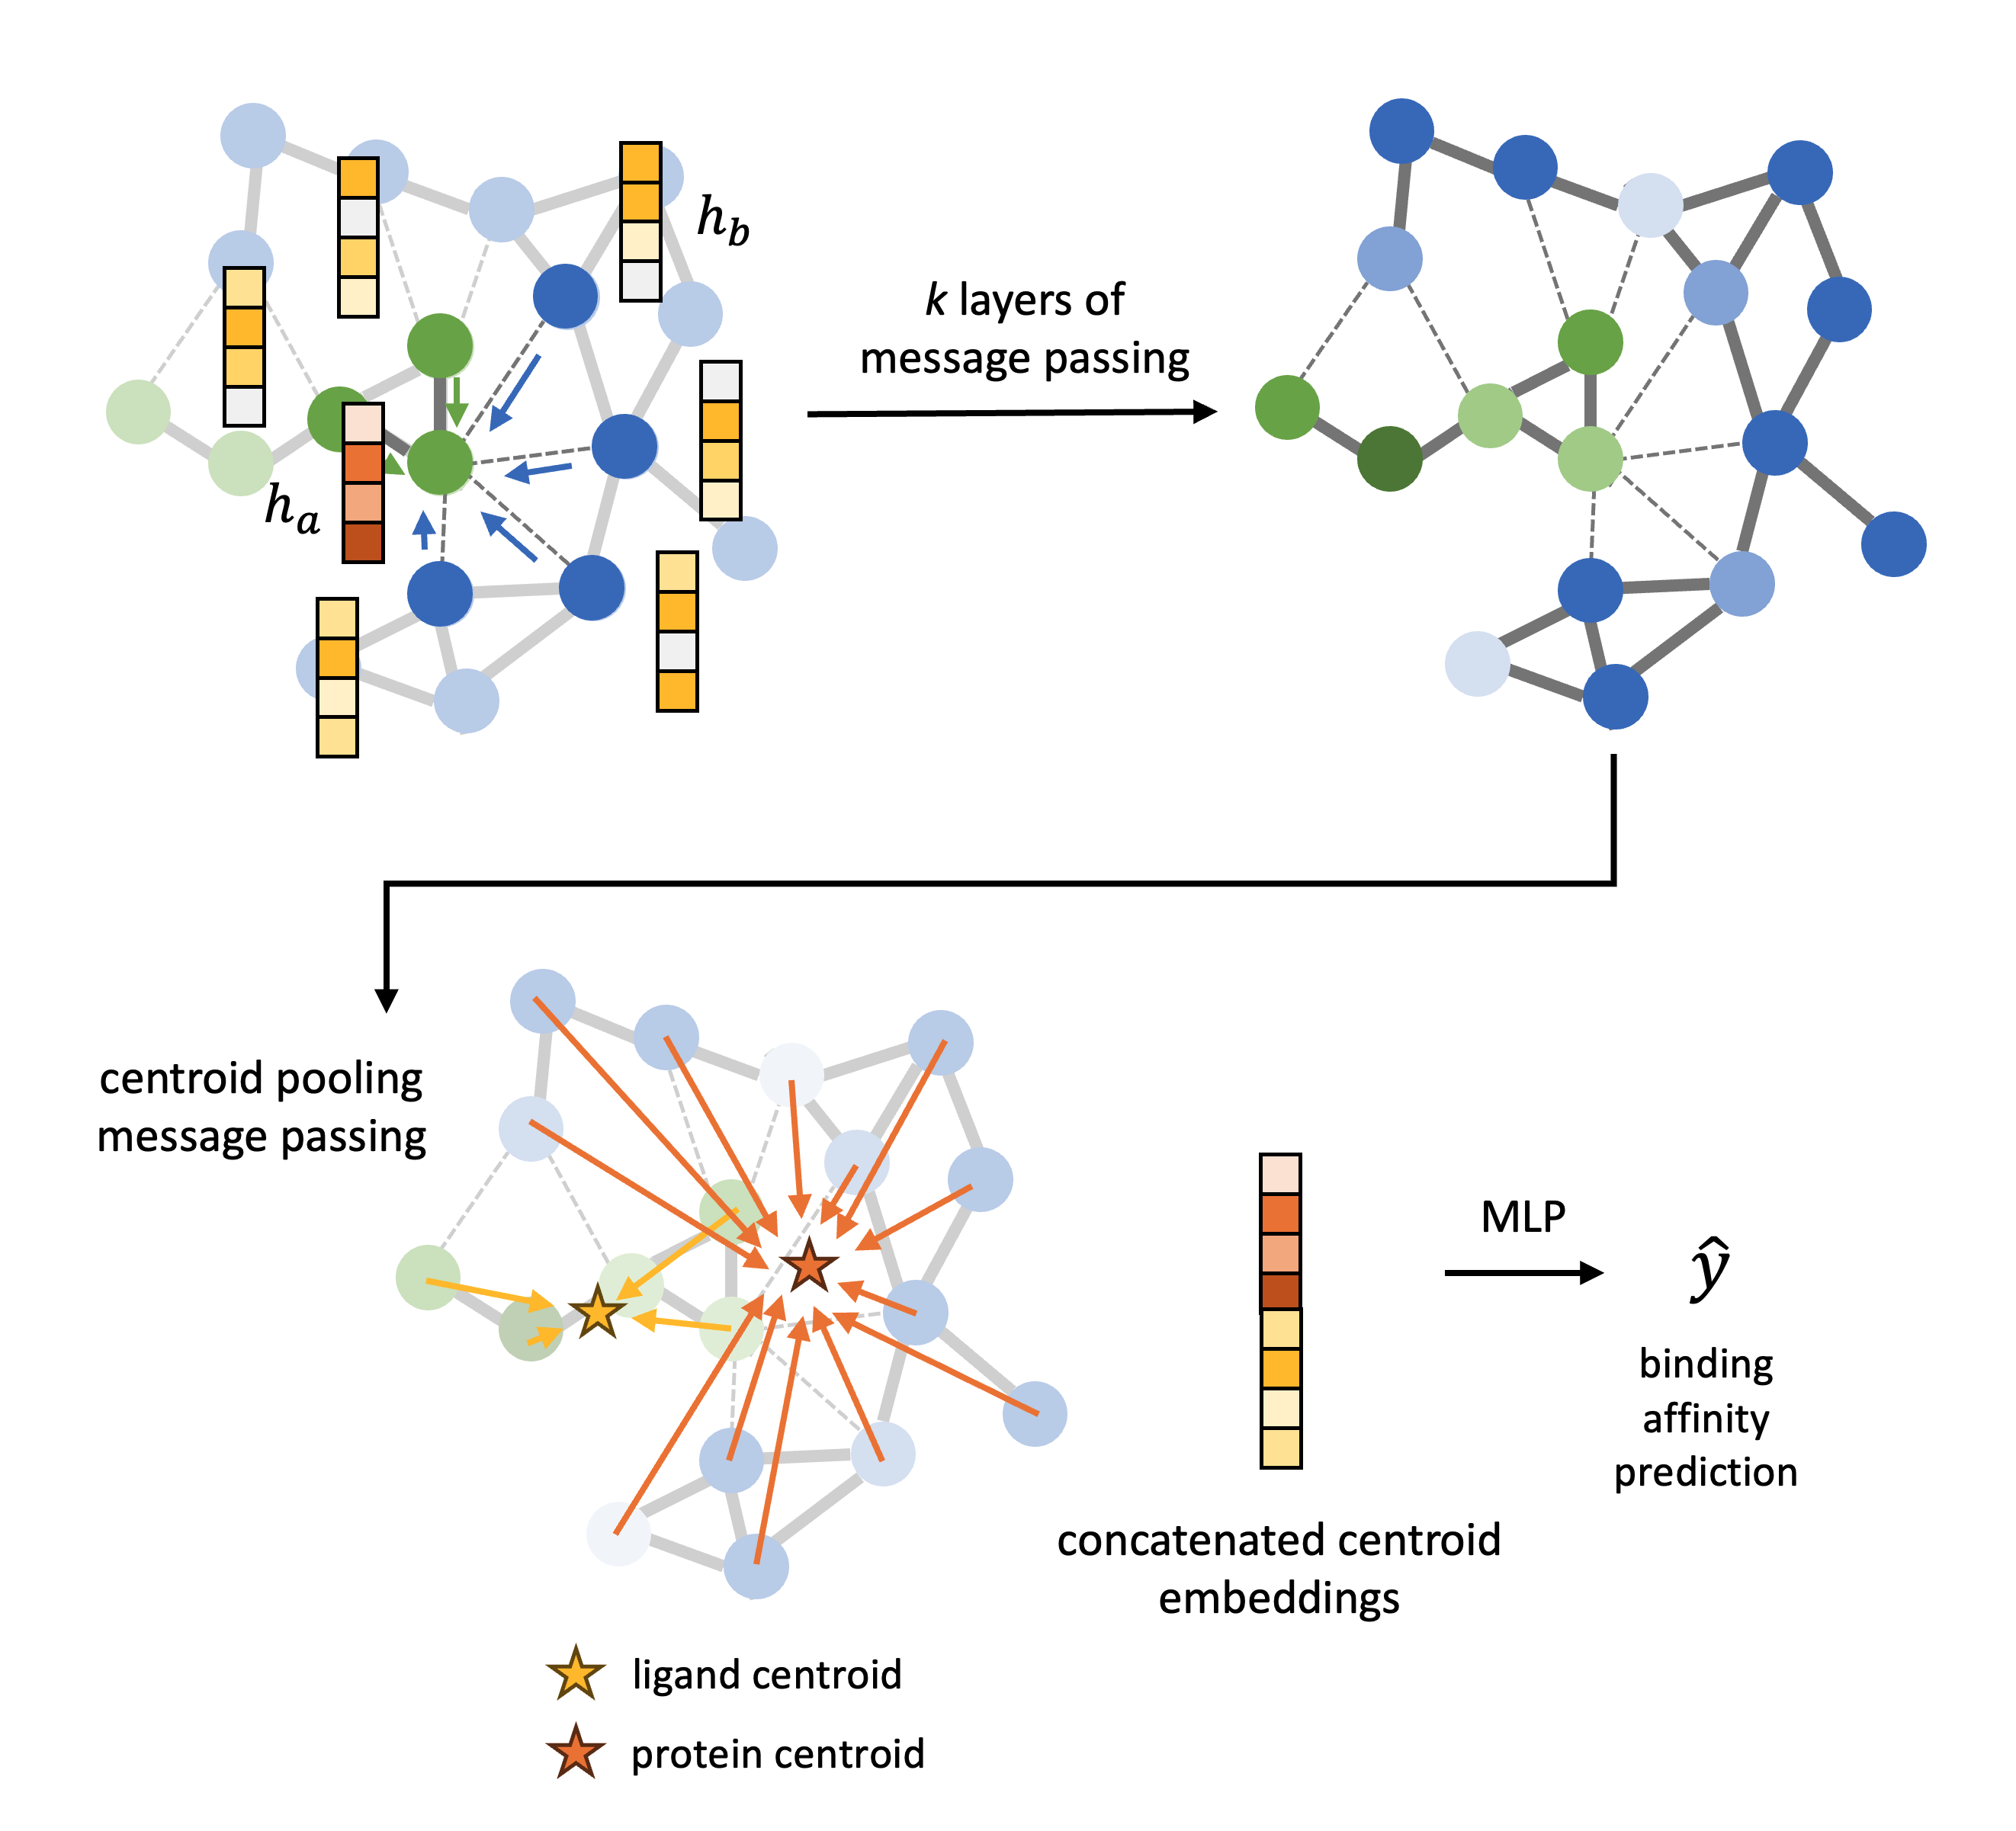 h_b
k layers of
message passing
h_a
centroid pooling
message passing
MLP
ŷ
binding
affinity
prediction
concatenated centroid
embeddings
ligand centroid
protein centroid